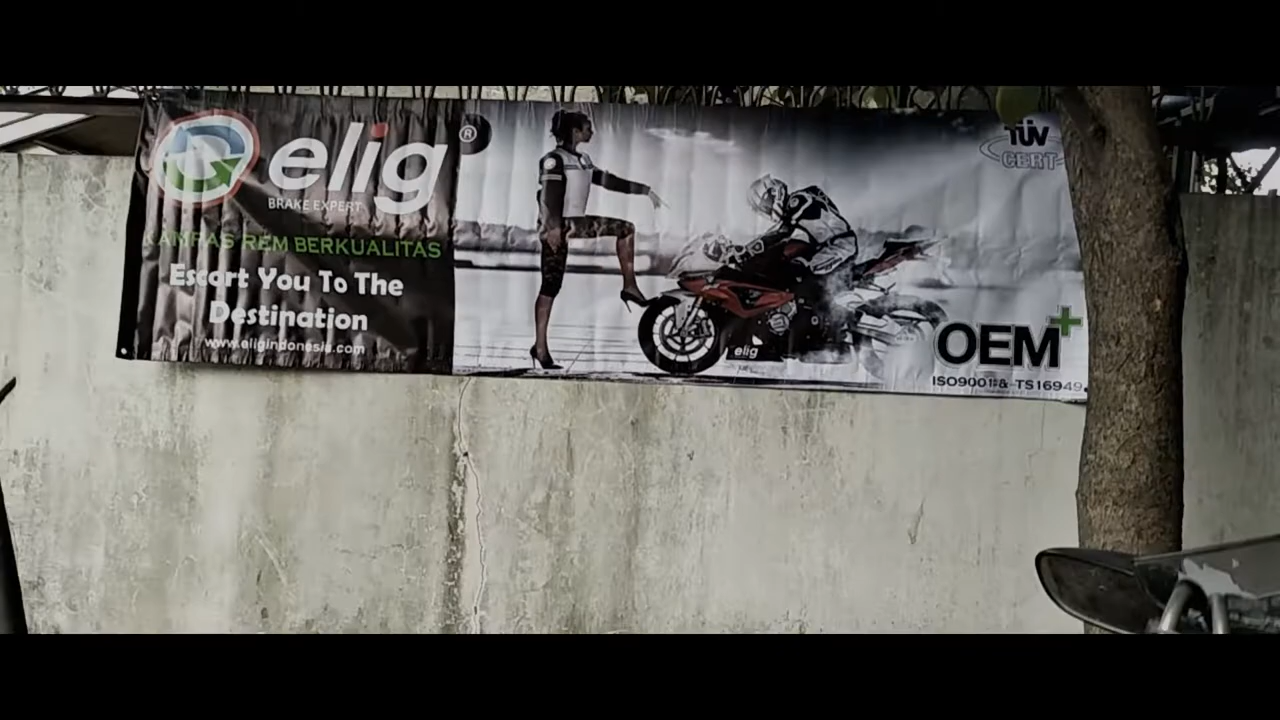 elig®
BRAKE EXPERT
KAMPAS REM BERKUALITAS
Escort You To The
Destination
www.eligindonesia.com
elig
TÜV
CERT
OEM+
ISO9001:& TS16949